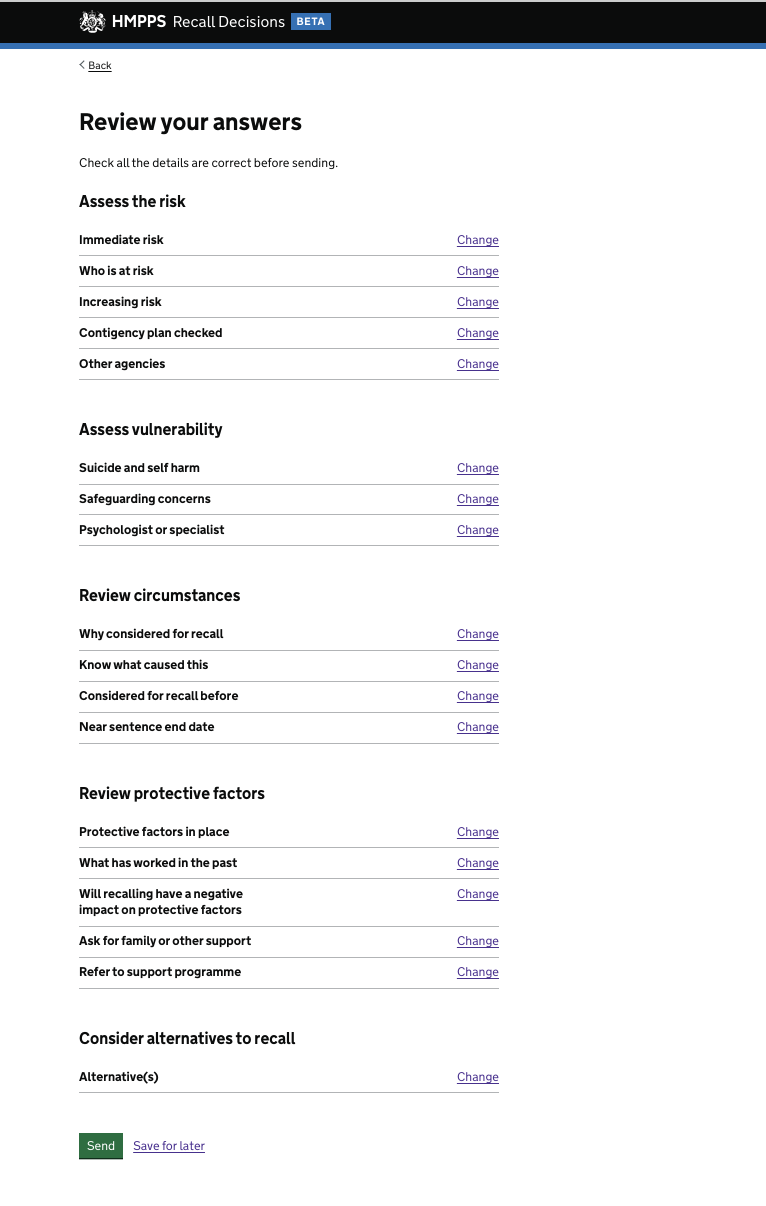 HMPPS Recall Decisions BETA
Back
Review your answers
Check all the details are correct before sending.
Assess the risk
Immediate risk Change
Who is at risk Change
Increasing risk Change
Contigency plan checked Change
Other agencies Change
Assess vulnerability
Suicide and self harm Change
Safeguarding concerns Change
Psychologist or specialist Change
Review circumstances
Why considered for recall Change
Know what caused this Change
Considered for recall before Change
Near sentence end date Change
Review protective factors
Protective factors in place Change
What has worked in the past Change
Will recalling have a negative Change
impact on protective factors
Ask for family or other support Change
Refer to support programme Change
Consider alternatives to recall
Alternative(s) Change
Send Save for later